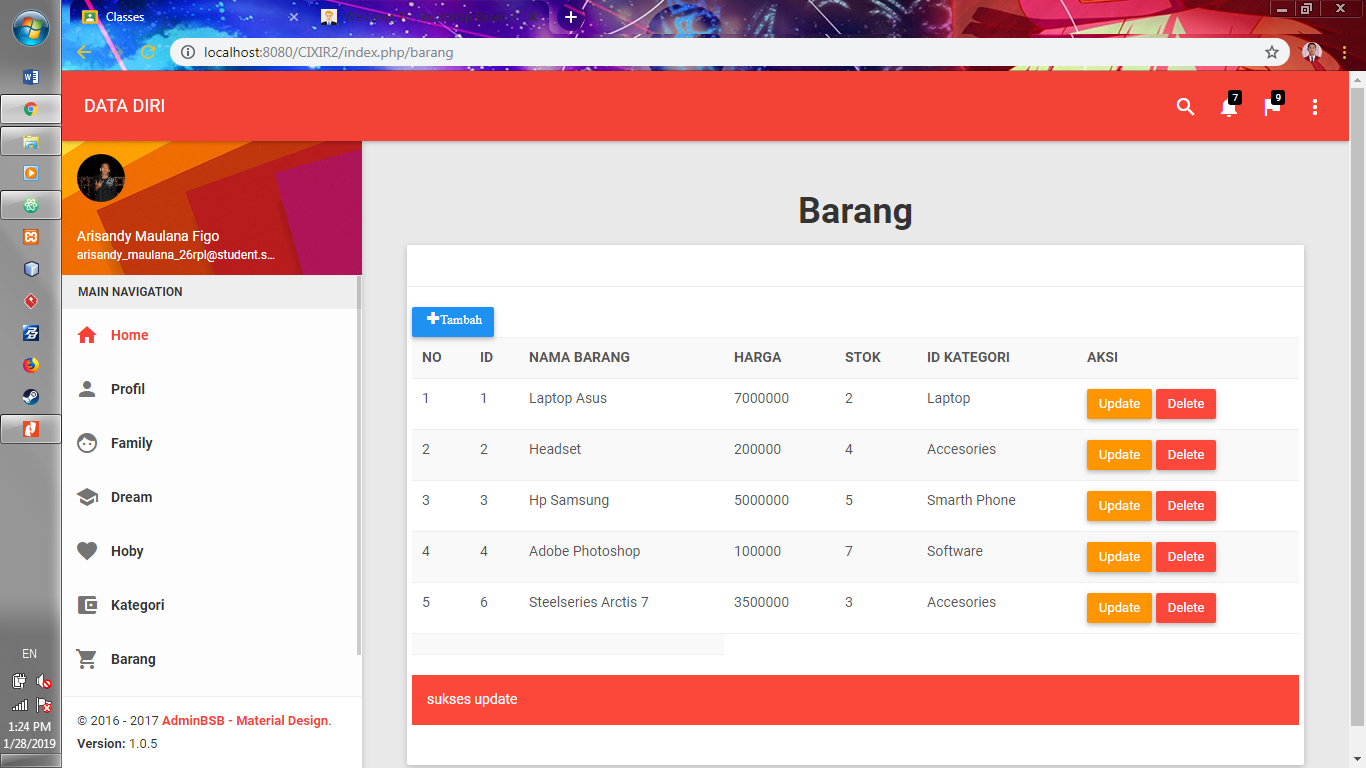 Classes
localhost:8080/CIXIR2/index.php/barang
DATA DIRI
7
9
Arisandy Maulana Figo
arisandy_maulana_26rpl@student.s...
MAIN NAVIGATION
Home
Profil
Family
Dream
Hoby
Kategori
Barang
© 2016 - 2017 AdminBSB - Material Design.
Version: 1.0.5
Barang
Tambah
NO ID NAMA BARANG HARGA STOK ID KATEGORI AKSI
1 1 Laptop Asus 7000000 2 Laptop Update Delete
2 2 Headset 200000 4 Accesories Update Delete
3 3 Hp Samsung 5000000 5 Smarth Phone Update Delete
4 4 Adobe Photoshop 100000 7 Software Update Delete
5 6 Steelseries Arctis 7 3500000 3 Accesories Update Delete
sukses update
EN
1:24 PM
1/28/2019